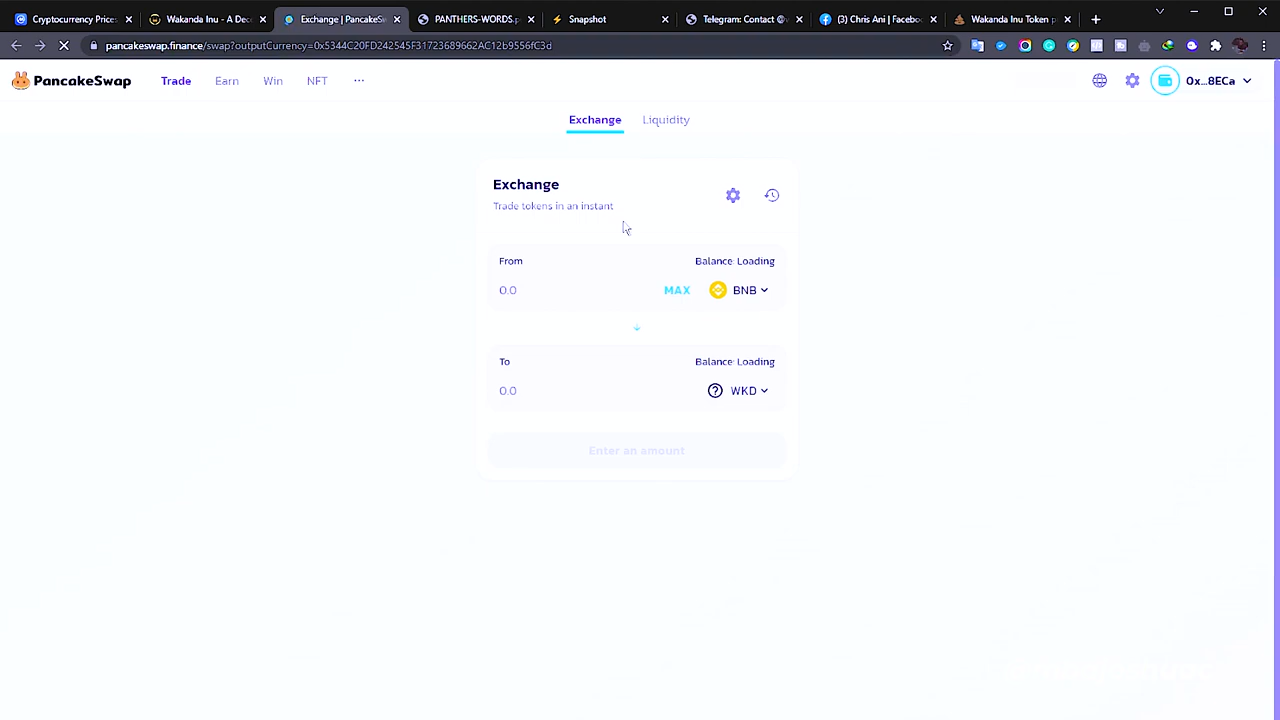 Cryptocurrency Prices
Wakanda Inu - A Dece
Exchange | PancakeSw
PANTHERS-WORDS.p
Snapshot
Telegram: Contact @w
(3) Chris Ani | Faceboo
Wakanda Inu Token p
pancakeswap.finance/swap?outputCurrency=0x5344C20FD242545F31723689662AC12b9556fC3d
PancakeSwap
Trade
Earn
Win
NFT
...
0x...8ECa
Exchange
Liquidity
Exchange
Trade tokens in an instant
From
Balance: Loading
0.0
MAX
BNB
To
Balance: Loading
0.0
WKD
Enter an amount